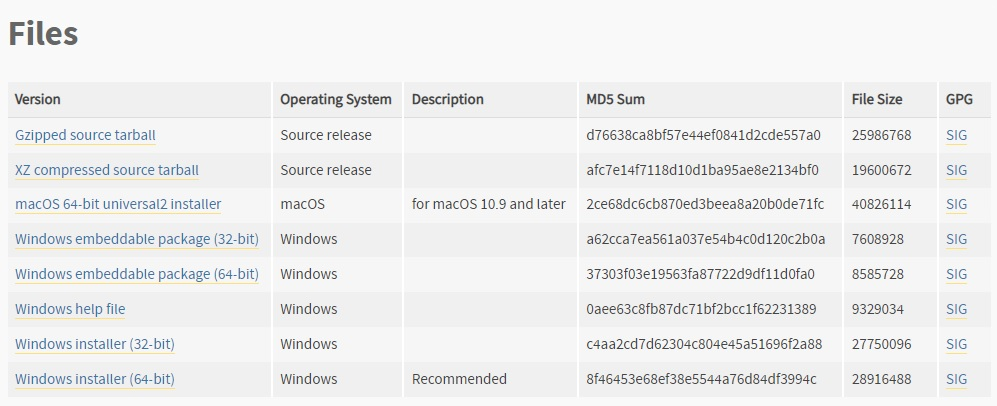 Files
Version Operating System Description MD5 Sum File Size GPG
Gzipped source tarball Source release d76638ca8bf57e44ef0841d2cde557a0 25986768 SIG
XZ compressed source tarball Source release afc7e14f7118d10d1ba95ae8e2134bf0 19600672 SIG
macOS 64-bit universal2 installer macOS for macOS 10.9 and later 2ce68dc6cb870ed3beea8a20b0de71fc 40826114 SIG
Windows embeddable package (32-bit) Windows a62cca7ea561a037e54b4c0d120c2b0a 7608928 SIG
Windows embeddable package (64-bit) Windows 37303f03e19563fa87722d9df11d0fa0 8585728 SIG
Windows help file Windows 0aee63c8fb87dc71bf2bcc1f62231389 9329034 SIG
Windows installer (32-bit) Windows c4aa2cd7d62304c804e45a51696f2a88 27750096 SIG
Windows installer (64-bit) Windows Recommended 8f46453e68ef38e5544a76d84df3994c 28916488 SIG